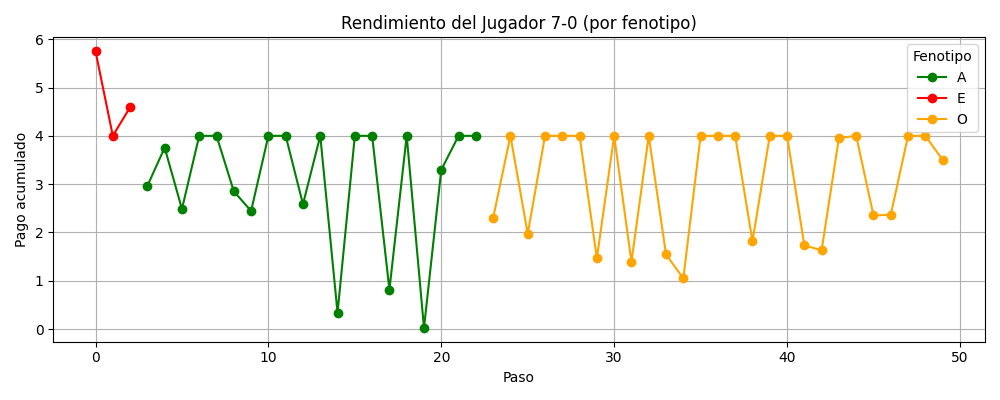 Rendimiento del Jugador 7-0 (por fenotipo)
Pago acumulado
6
5
4
3
2
1
0
0 10 20 30 40 50
Paso
Fenotipo
A
E
O